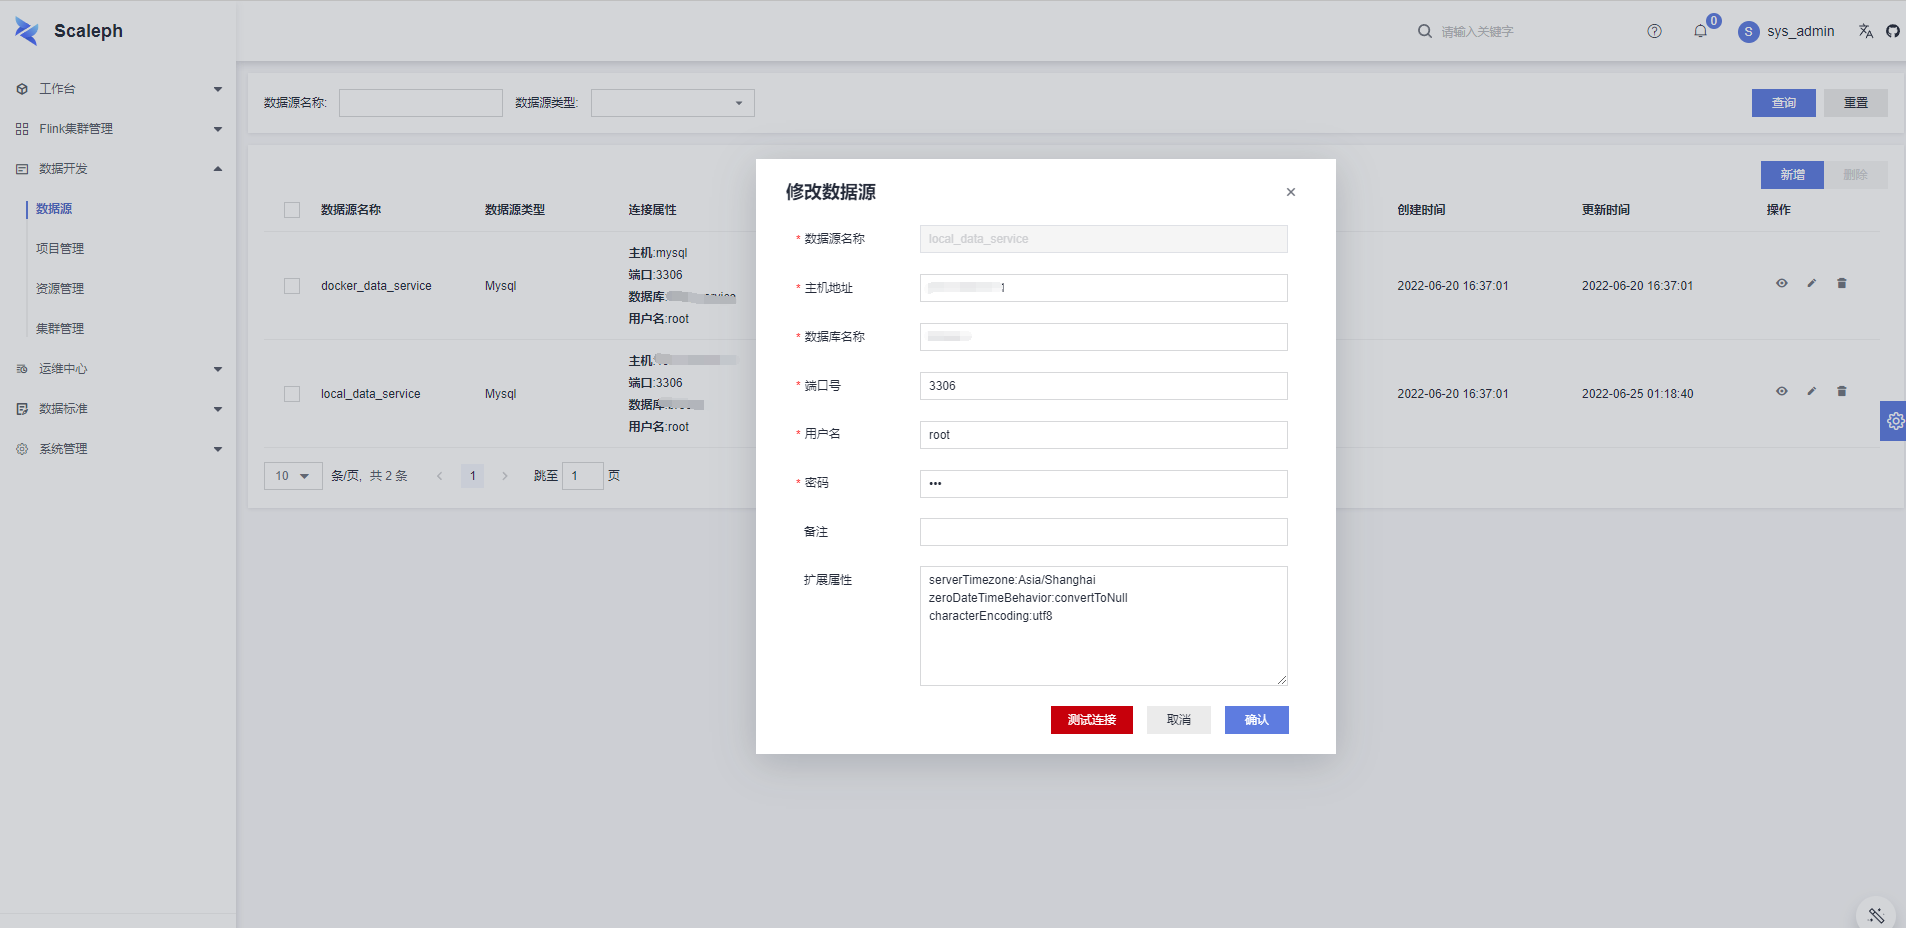 Scaleph
请输入关键字
0
S
sys_admin
工作台
Flink集群管理
数据开发
数据源
项目管理
资源管理
集群管理
运维中心
数据标准
系统管理
数据源名称:
数据源类型:
查询
重置
新增
删除
数据源名称
数据源类型
连接属性
创建时间
更新时间
操作
docker_data_service
Mysql
主机:mysql
端口:3306
数据库:
用户名:root
2022-06-20 16:37:01
2022-06-20 16:37:01
local_data_service
Mysql
主机:
端口:3306
数据库:
用户名:root
2022-06-20 16:37:01
2022-06-25 01:18:40
10
条/页, 共 2 条
1
跳至
1
页
修改数据源
* 数据源名称
local_data_service
* 主机地址
* 数据库名称
* 端口号
3306
* 用户名
root
* 密码
•••
备注
扩展属性
serverTimezone:Asia/Shanghai
zeroDateTimeBehavior:convertToNull
characterEncoding:utf8
测试连接
取消
确认